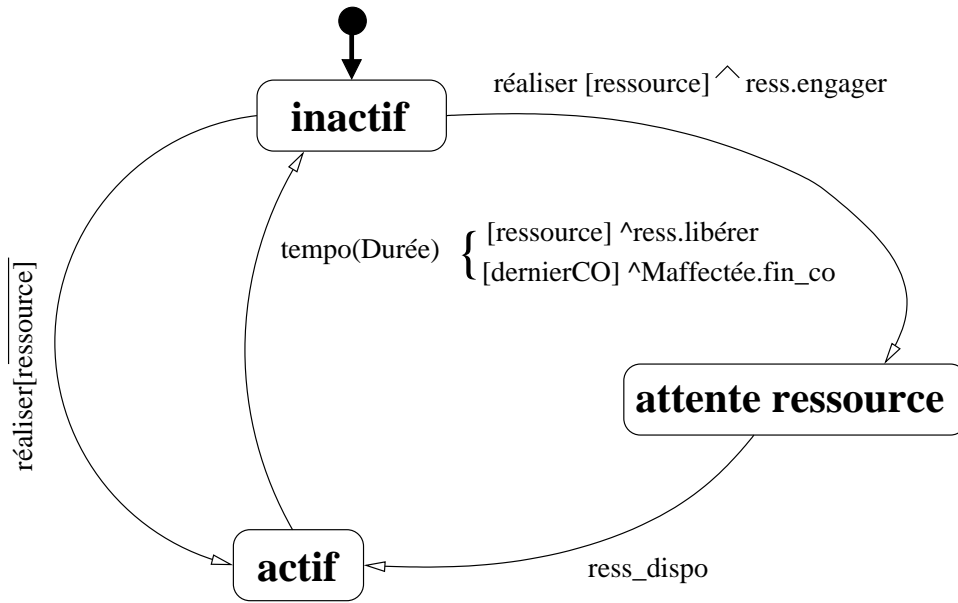 réaliser [ressource] ^ ress.engager
inactif
tempo(Durée) { [ressource] ^ress.libérer
[dernierCO] ^Maffectée.fin_co
réaliser[ressource]
attente ressource
actif
ress_dispo